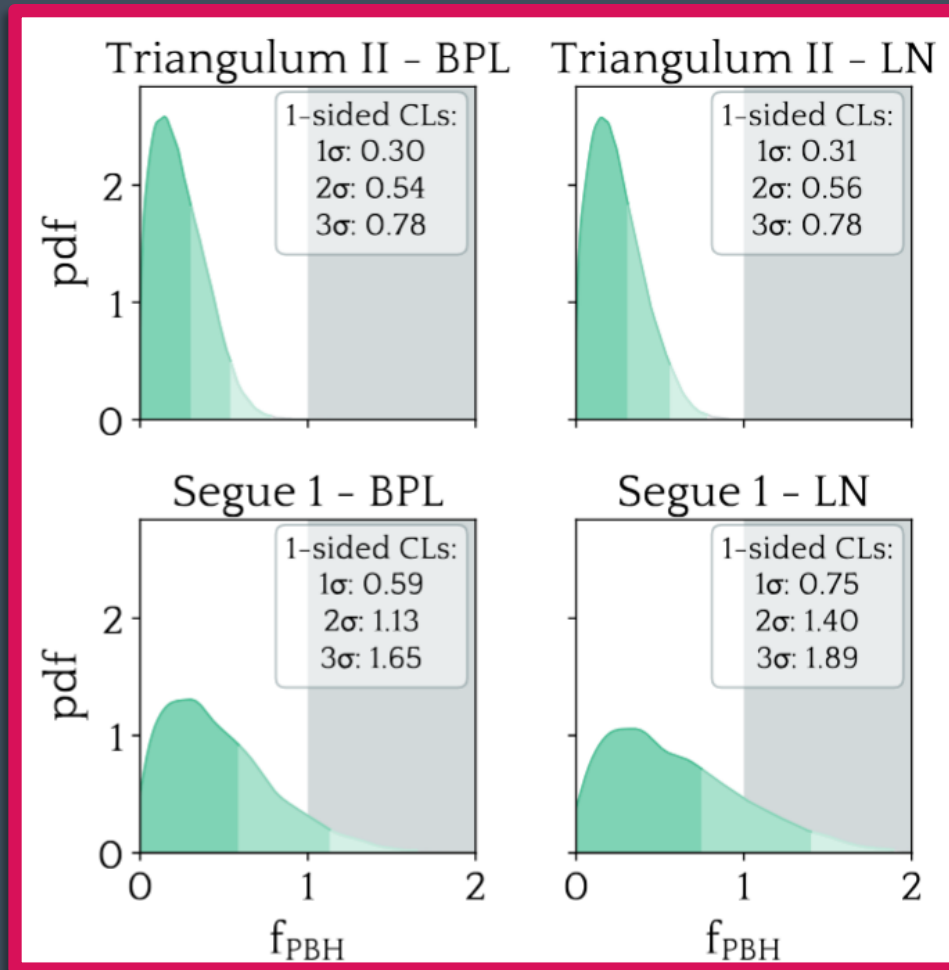 Triangulum II – BPL
1-sided CLs:
1σ: 0.30
2σ: 0.54
3σ: 0.78
pdf
2
1
0
Triangulum II – LN
1-sided CLs:
1σ: 0.31
2σ: 0.56
3σ: 0.78
Segue 1 – BPL
1-sided CLs:
1σ: 0.59
2σ: 1.13
3σ: 1.65
pdf
2
1
0
0 1 2
f_PBH
Segue 1 – LN
1-sided CLs:
1σ: 0.75
2σ: 1.40
3σ: 1.89
0 1 2
f_PBH